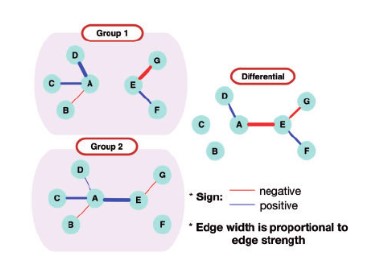 Group 1
D
G
C
A
E
B
F
Differential
D
G
C
A
E
B
F
Group 2
D
G
C
A
E
B
F
* Sign:
negative
positive
* Edge width is proportional to
edge strength